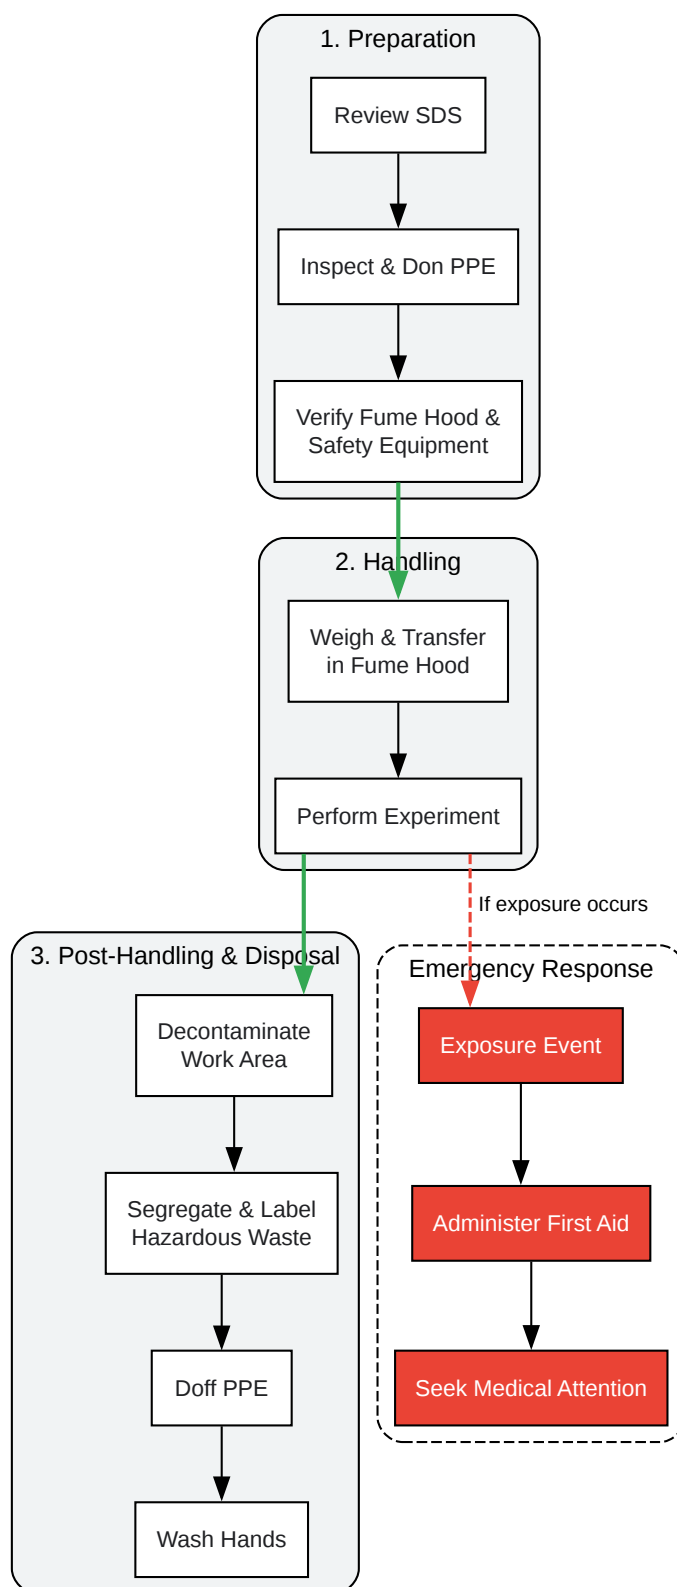 1. Preparation
Review SDS
Inspect & Don PPE
Verify Fume Hood &
Safety Equipment
2. Handling
Weigh & Transfer
in Fume Hood
Perform Experiment
If exposure occurs
3. Post-Handling & Disposal
Decontaminate
Work Area
Segregate & Label
Hazardous Waste
Doff PPE
Wash Hands
Emergency Response
Exposure Event
Administer First Aid
Seek Medical Attention